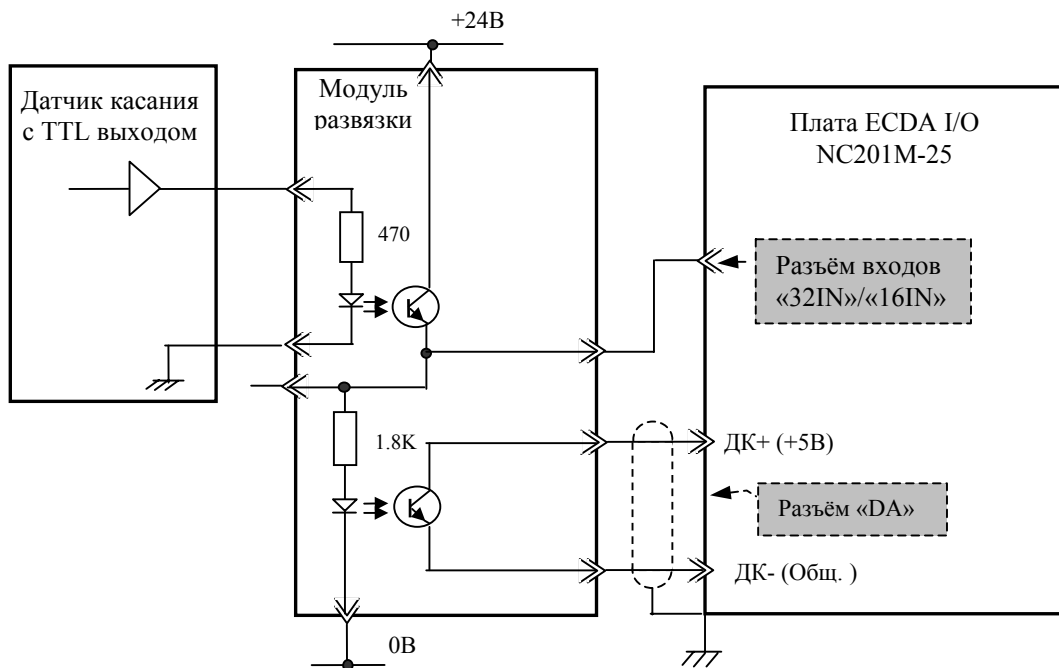 +24В
Датчик касания
с TTL выходом
Модуль
развязки
470
1.8K
0В
Плата ECDA I/O
NC201M-25
Разъём входов
«32IN»/«16IN»
ДК+ (+5В)
Разъём «DA»
ДК- (Общ. )